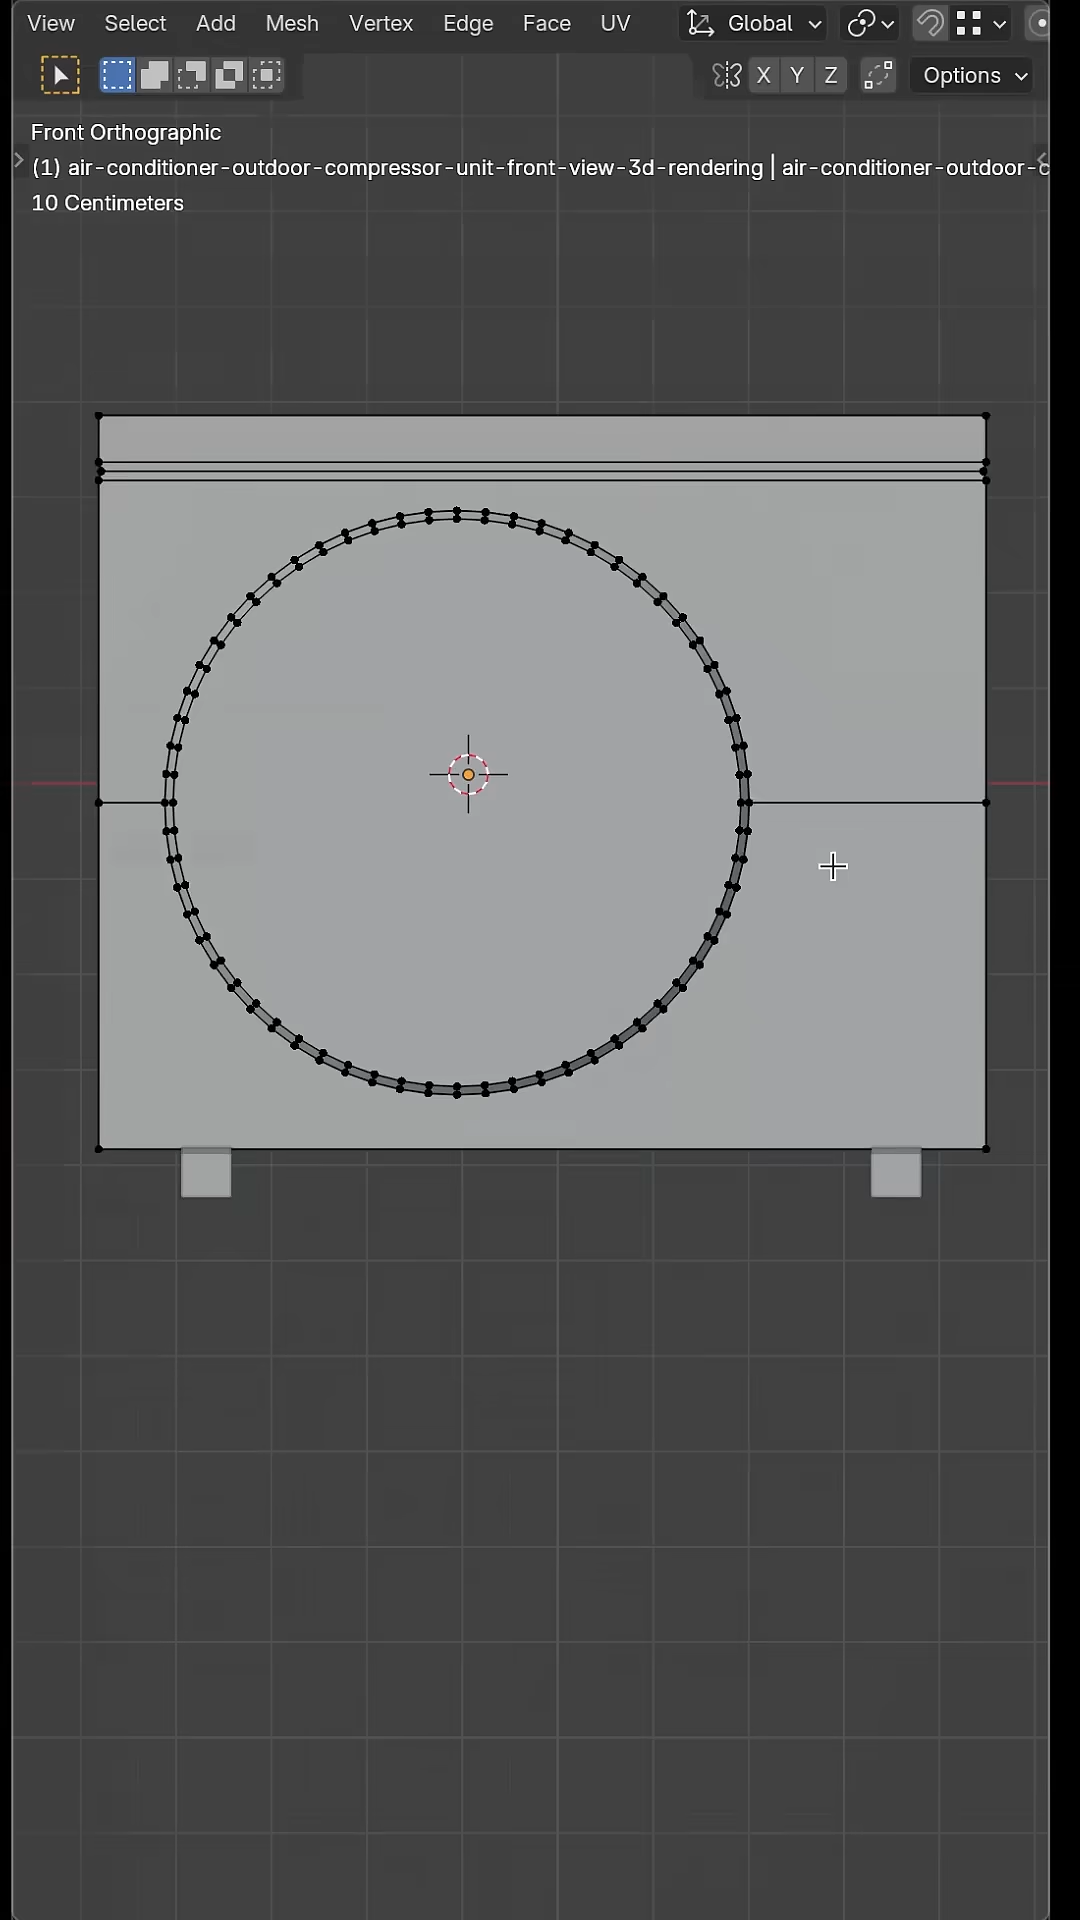 View Select Add Mesh Vertex Edge Face UV Global
X Y Z Options
Front Orthographic
(1) air-conditioner-outdoor-compressor-unit-front-view-3d-rendering | air-conditioner-outdoor-c
10 Centimeters